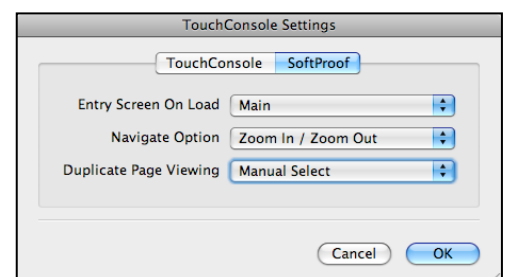 TouchConsole Settings
TouchConsole SoftProof
Entry Screen On Load Main
Navigate Option Zoom In / Zoom Out
Duplicate Page Viewing Manual Select
Cancel OK